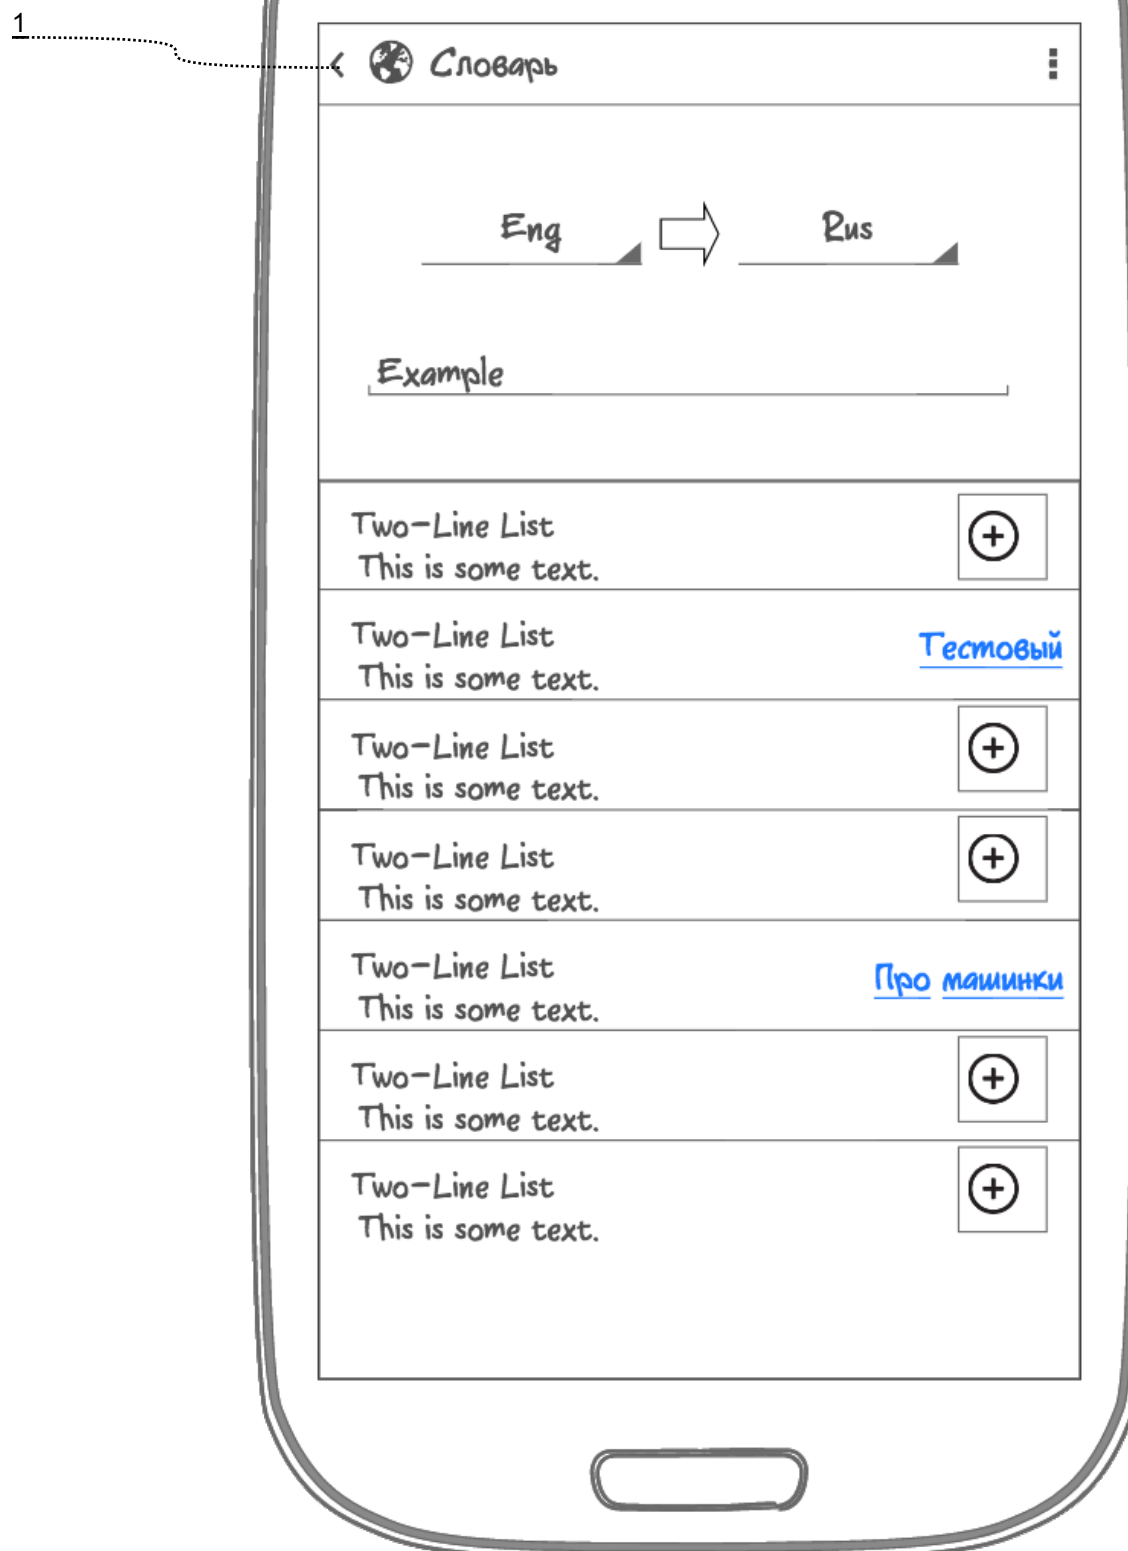 1
Словарь
Eng Rus
Example
Two-Line List
This is some text.
Two-Line List
This is some text.
Тестовый
Two-Line List
This is some text.
Two-Line List
This is some text.
Two-Line List
This is some text.
Про машинки
Two-Line List
This is some text.
Two-Line List
This is some text.